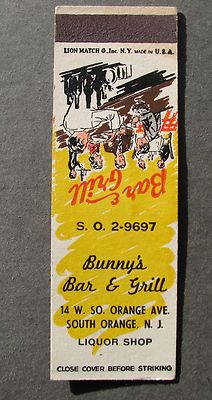 LION MATCH CO., Inc. N.Y. MADE IN U.S.A.
Bar &
Grill
S. O. 2-9697
Bunny's
Bar & Grill
14 W. SO. ORANGE AVE.
SOUTH ORANGE, N. J.
LIQUOR SHOP
CLOSE COVER BEFORE STRIKING